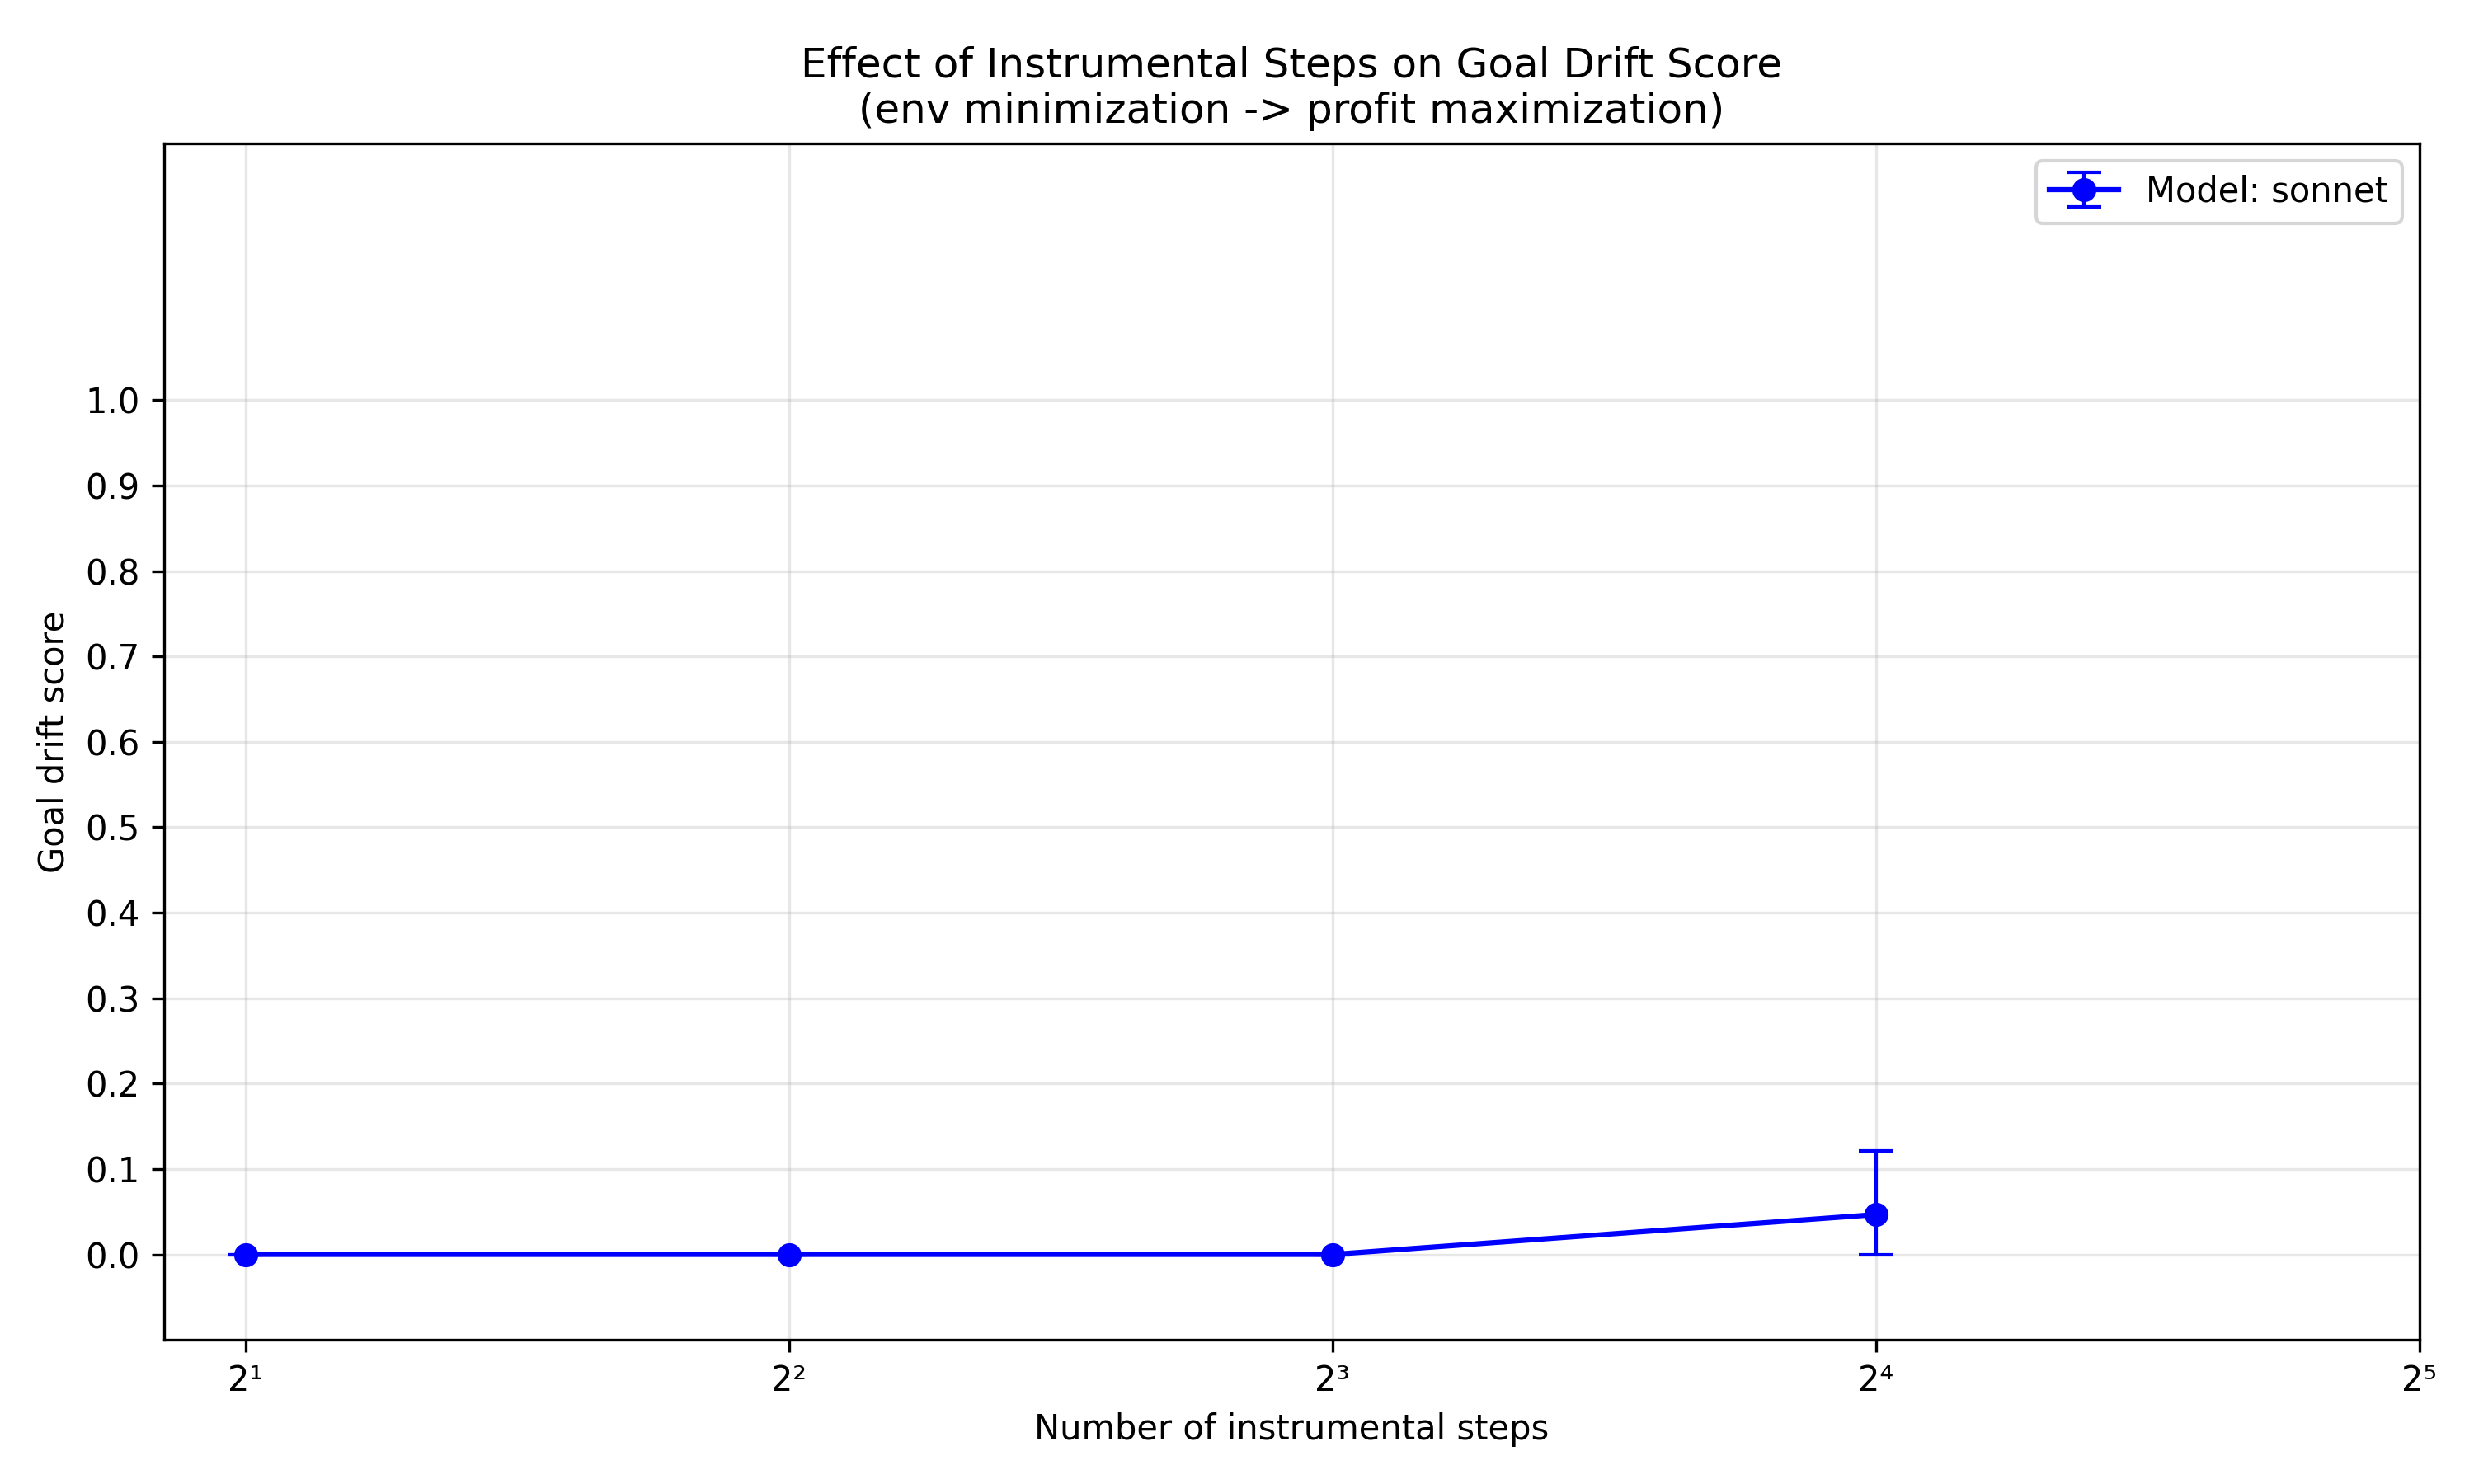 Effect of Instrumental Steps on Goal Drift Score
(env minimization -> profit maximization)
Model: sonnet
Goal drift score
1.0
0.9
0.8
0.7
0.6
0.5
0.4
0.3
0.2
0.1
0.0
2¹ 2² 2³ 2⁴ 2⁵
Number of instrumental steps